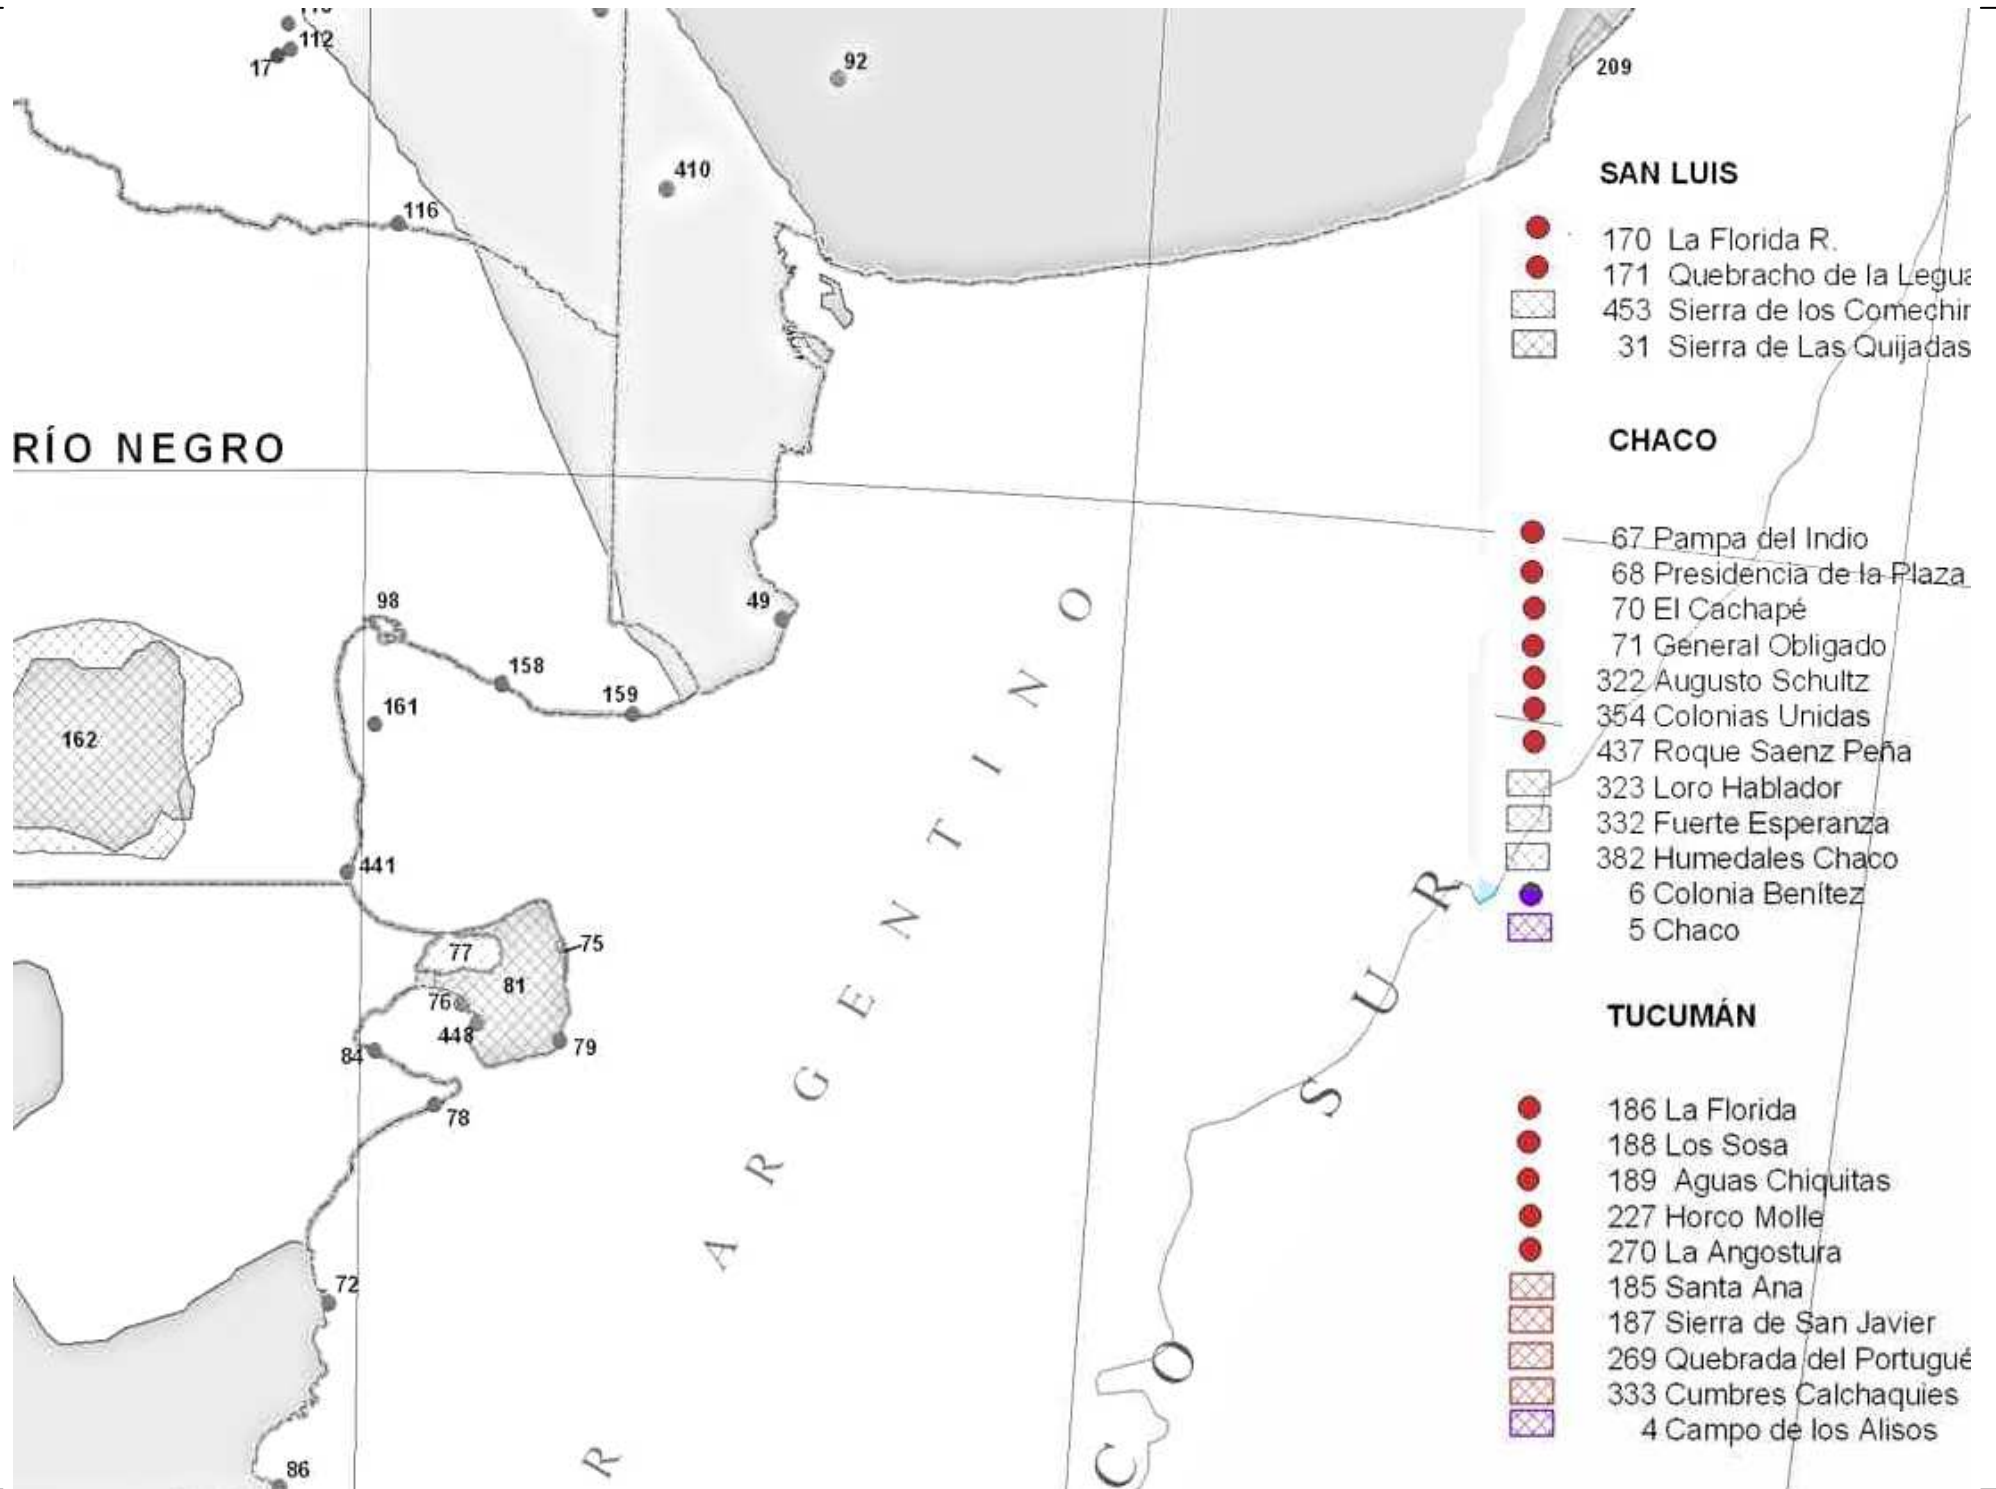 112
17
92
209
410
116
SAN LUIS
170 La Florida R.
171 Quebracho de la Legua
453 Sierra de los Comechin
31 Sierra de Las Quijadas
RÍO NEGRO
CHACO
67 Pampa del Indio
68 Presidencia de la Plaza
70 El Cachapé
71 General Obligado
322 Augusto Schultz
354 Colonias Unidas
437 Roque Saenz Peña
323 Loro Hablador
332 Fuerte Esperanza
382 Humedales Chaco
6 Colonia Benítez
5 Chaco
98
49
158
159
161
162
441
77
75
81
76
448
84
79
78
72
86
TUCUMÁN
186 La Florida
188 Los Sosa
189 Aguas Chiquitas
227 Horco Molle
270 La Angostura
185 Santa Ana
187 Sierra de San Javier
269 Quebrada del Portugué
333 Cumbres Calchaquies
4 Campo de los Alisos
R
ARGENTINO
CO
SUR